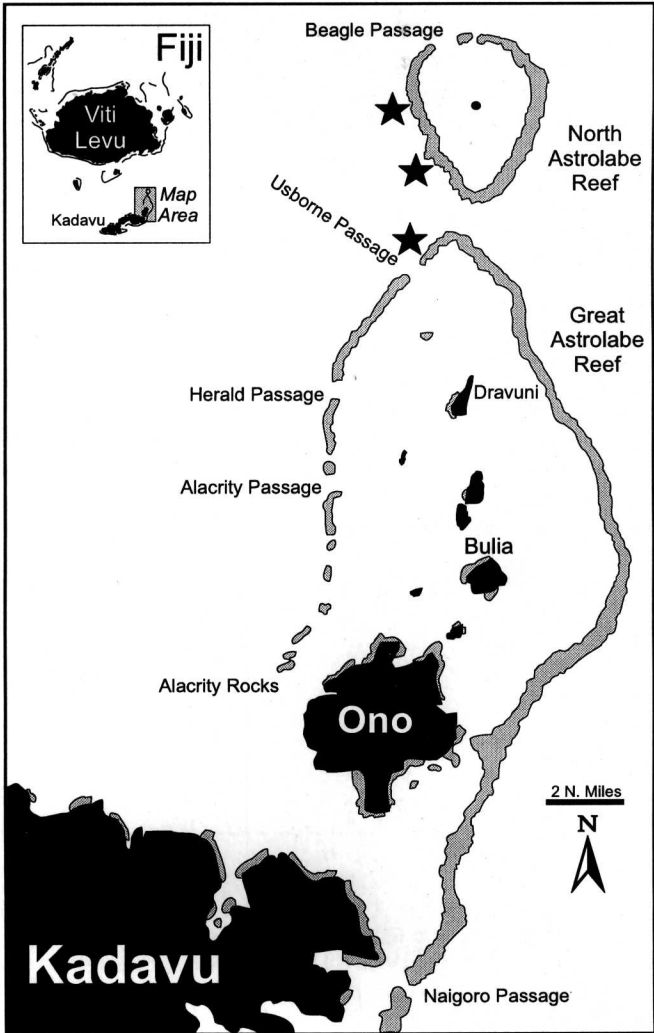 Fiji
Viti
Levu
Map
Area
Kadavu
Beagle Passage
North
Astrolabe
Reef
Usborne Passage
Great
Astrolabe
Reef
Herald Passage
Dravuni
Alacrity Passage
Bulia
Alacrity Rocks
Ono
2 N. Miles
N
Kadavu
Naigoro Passage